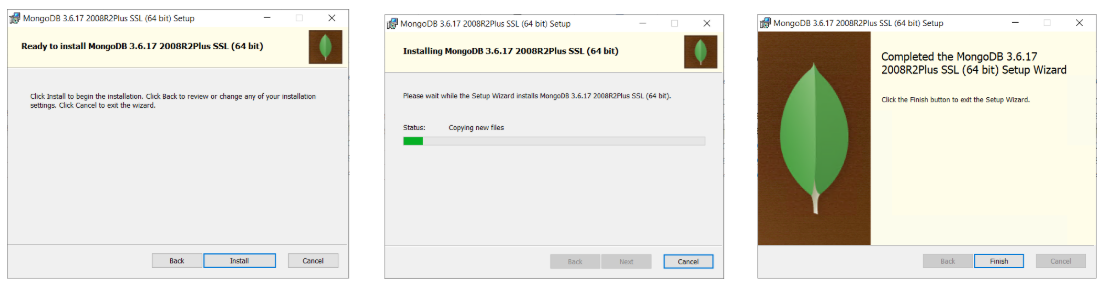 MongoDB 3.6.17 2008R2Plus SSL (64 bit) Setup
Ready to install MongoDB 3.6.17 2008R2Plus SSL (64 bit)
Click Install to begin the installation. Click Back to review or change any of your installation
settings. Click Cancel to exit the wizard.
Back
Install
Cancel
MongoDB 3.6.17 2008R2Plus SSL (64 bit) Setup
Installing MongoDB 3.6.17 2008R2Plus SSL (64 bit)
Please wait while the Setup Wizard installs MongoDB 3.6.17 2008R2Plus SSL (64 bit).
Status: Copying new files
Back
Next
Cancel
MongoDB 3.6.17 2008R2Plus SSL (64 bit) Setup
Completed the MongoDB 3.6.17
2008R2Plus SSL (64 bit) Setup Wizard
Click the Finish button to exit the Setup Wizard.
Back
Finish
Cancel